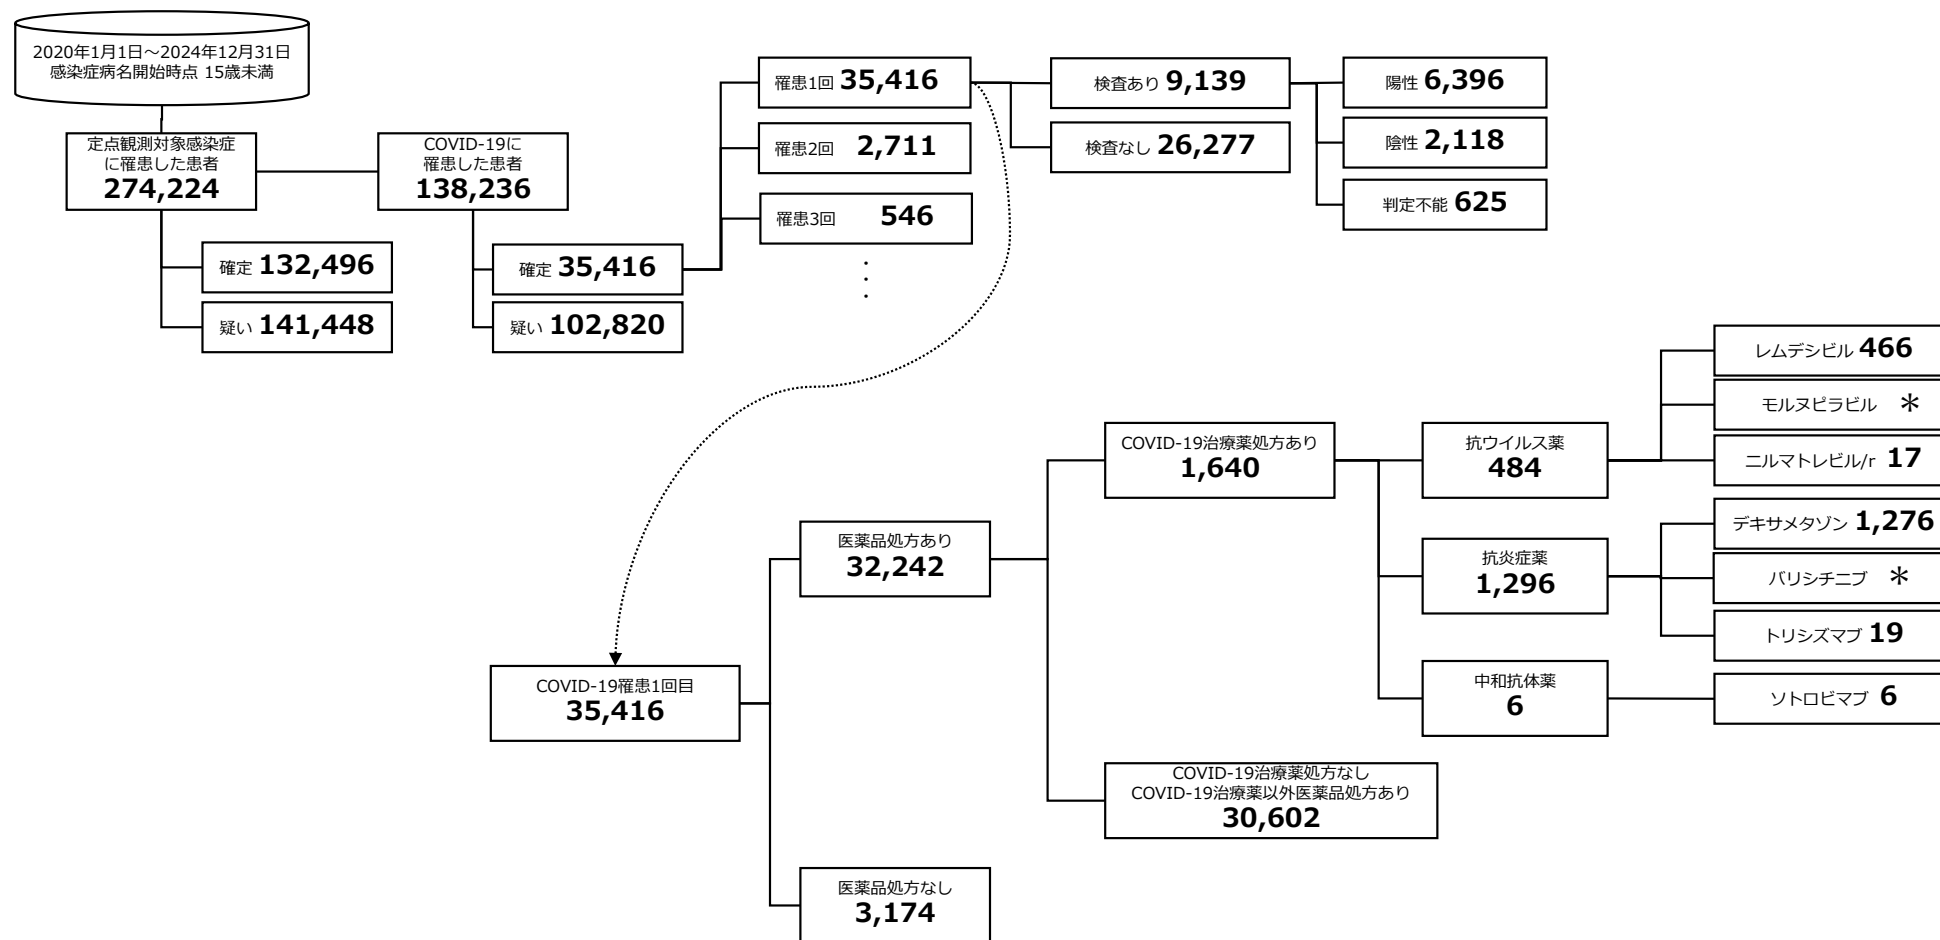 2020年1月1日～2024年12月31日
感染症病名開始時点 15歳未満
定点観測対象感染症
に罹患した患者
274,224
確定 132,496
疑い 141,448
COVID-19に
罹患した患者
138,236
確定 35,416
疑い 102,820
罹患1回 35,416
罹患2回 2,711
罹患3回 546
⋮
検査あり 9,139
検査なし 26,277
陽性 6,396
陰性 2,118
判定不能 625
COVID-19罹患1回目
35,416
医薬品処方あり
32,242
医薬品処方なし
3,174
COVID-19治療薬処方あり
1,640
COVID-19治療薬処方なし
COVID-19治療薬以外医薬品処方あり
30,602
抗ウイルス薬
484
レムデシビル 466
モルヌピラビル ＊
ニルマトレビル/r 17
抗炎症薬
1,296
デキサメタゾン 1,276
バリシチニブ ＊
トリシズマブ 19
中和抗体薬
6
ソトロビマブ 6